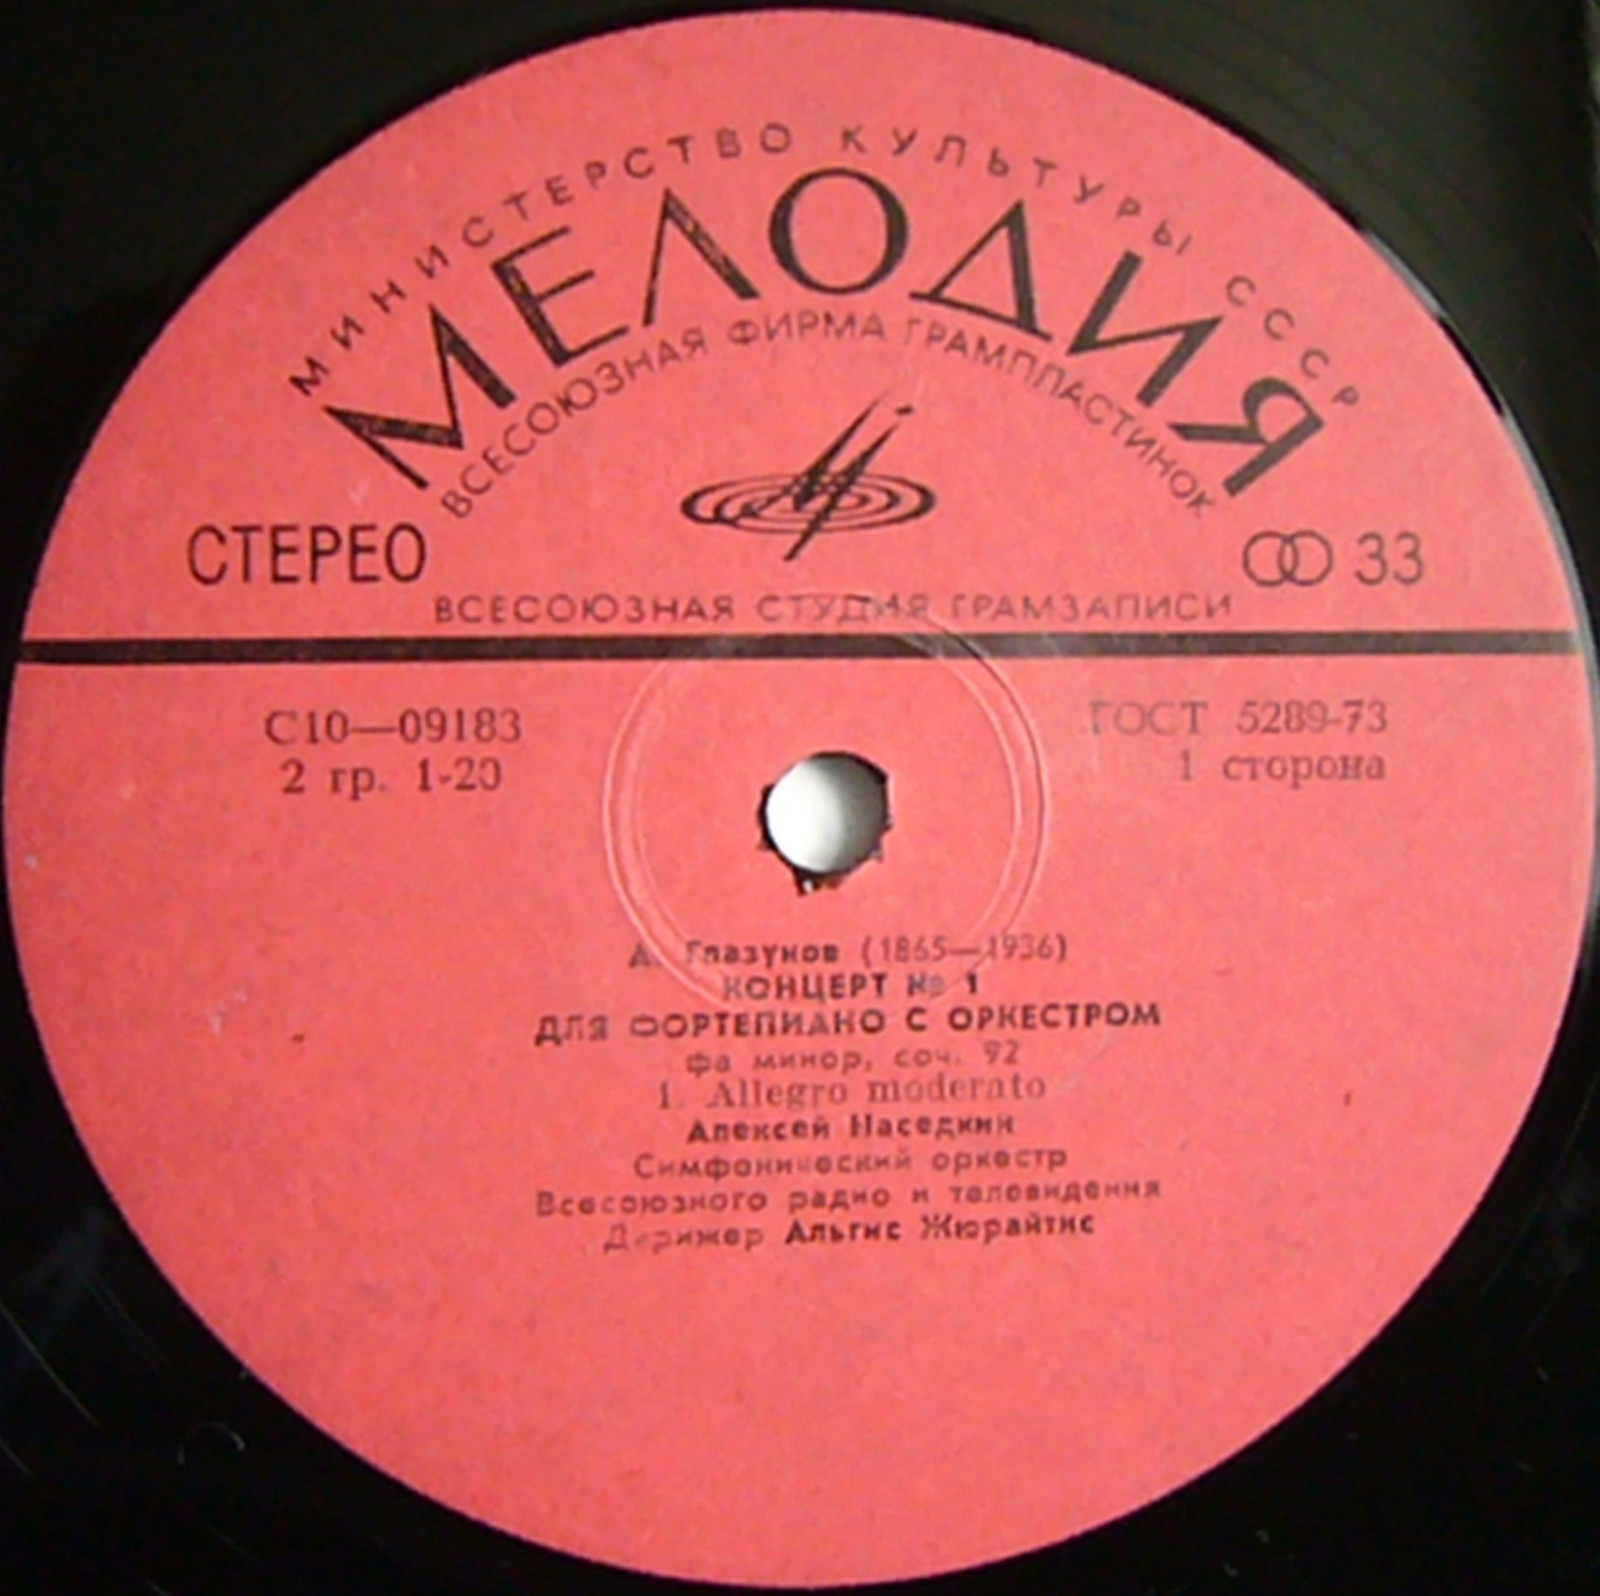 МИНИСТЕРСТВО КУЛЬТУРЫ СССР
МЕЛОДИЯ
ВСЕСОЮЗНАЯ ФИРМА ГРАМПЛАСТИНОК
СТЕРЕО
33
ВСЕСОЮЗНАЯ СТУДИЯ ГРАМЗАПИСИ
С10—09183
ГОСТ 5289-73
2 гр. 1-20
1 сторона
А. Глазунов (1865—1936)
КОНЦЕРТ № 1
ДЛЯ ФОРТЕПИАНО С ОРКЕСТРОМ
фа минор, соч. 92
1. Allegro moderato
Алексей Наседкин
Симфонический оркестр
Всесоюзного радио и телевидения
Дирижер Альгис Жюрайтис